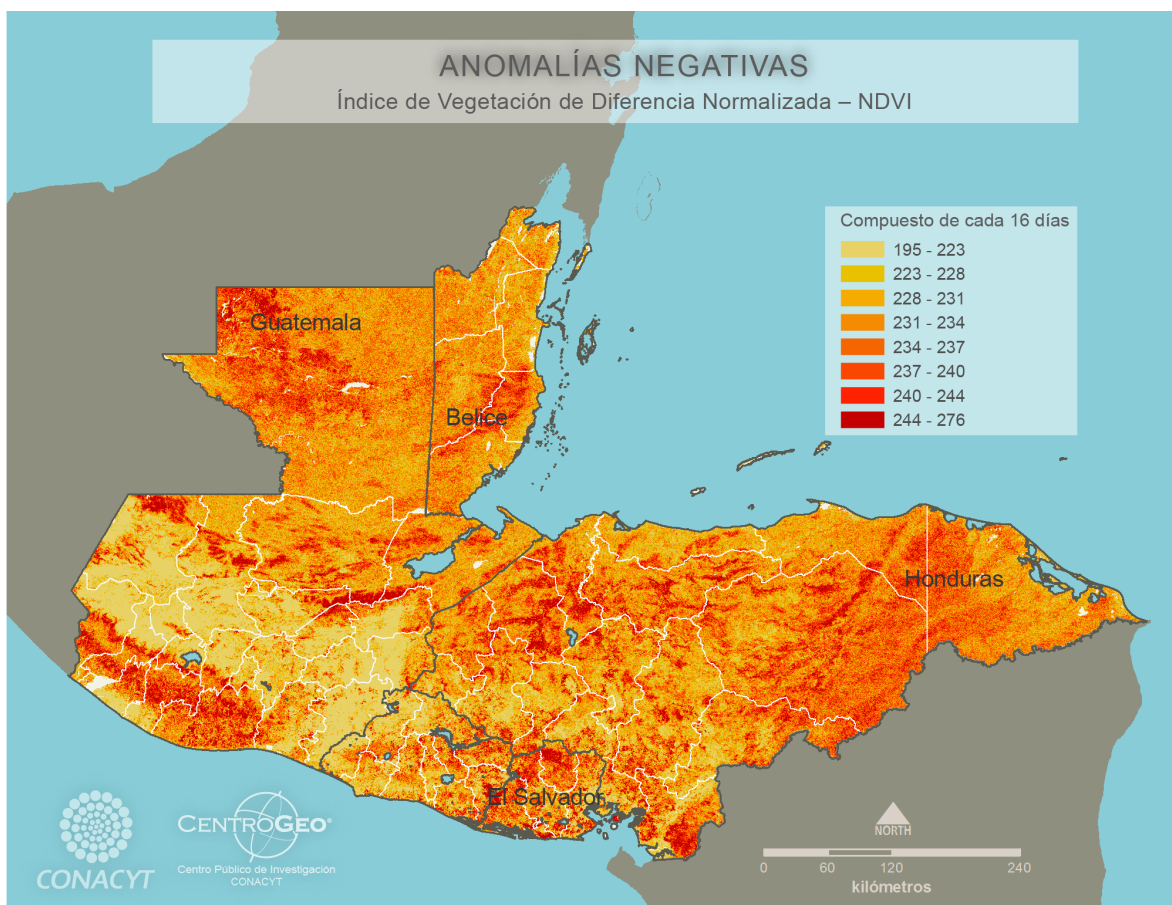 ANOMALÍAS NEGATIVAS
Índice de Vegetación de Diferencia Normalizada – NDVI
Compuesto de cada 16 días
195 - 223
223 - 228
228 - 231
231 - 234
234 - 237
237 - 240
240 - 244
244 - 276
Guatemala
Belice
Honduras
El Salvador
CONACYT
CENTROGEO®
Centro Público de Investigación
CONACYT
NORTH
0 60 120 240
kilómetros